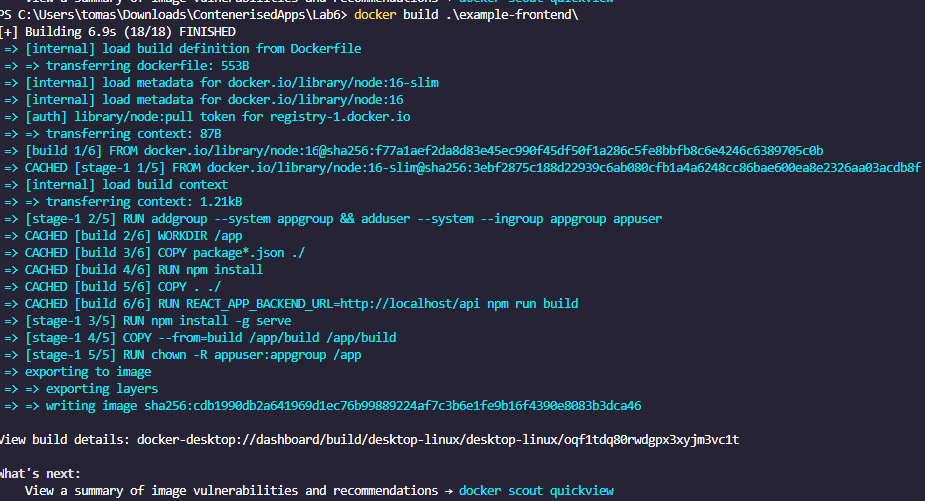 View a summary of image vulnerabilities and recommendations → docker scout quickview
PS C:\Users\tomas\Downloads\ContenerisedApps\Lab6> docker build .\example-frontend\
[+] Building 6.9s (18/18) FINISHED
=> [internal] load build definition from Dockerfile
=> => transferring dockerfile: 553B
=> [internal] load metadata for docker.io/library/node:16-slim
=> [internal] load metadata for docker.io/library/node:16
=> [auth] library/node:pull token for registry-1.docker.io
=> => transferring context: 87B
=> [build 1/6] FROM docker.io/library/node:16@sha256:f77a1aef2da8d83e45ec990f45df50f1a286c5fe8bbfb8c6e4246c6389705c0b
=> CACHED [stage-1 1/5] FROM docker.io/library/node:16-slim@sha256:3ebf2875c188d22939c6ab080cfb1a4a6248cc86bae600ea8e2326aa03acdb8f
=> [internal] load build context
=> => transferring context: 1.21kB
=> [stage-1 2/5] RUN addgroup --system appgroup && adduser --system --ingroup appgroup appuser
=> CACHED [build 2/6] WORKDIR /app
=> CACHED [build 3/6] COPY package*.json ./
=> CACHED [build 4/6] RUN npm install
=> CACHED [build 5/6] COPY . ./
=> CACHED [build 6/6] RUN REACT_APP_BACKEND_URL=http://localhost/api npm run build
=> [stage-1 3/5] RUN npm install -g serve
=> [stage-1 4/5] COPY --from=build /app/build /app/build
=> [stage-1 5/5] RUN chown -R appuser:appgroup /app
=> exporting to image
=> => exporting layers
=> => writing image sha256:cdb1990db2a641969d1ec76b99889224af7c3b6e1fe9b16f4390e8083b3dca46
View build details: docker-desktop://dashboard/build/desktop-linux/desktop-linux/oqf1tdq80rwdgpx3xyjm3vc1t
What's next:
View a summary of image vulnerabilities and recommendations → docker scout quickview